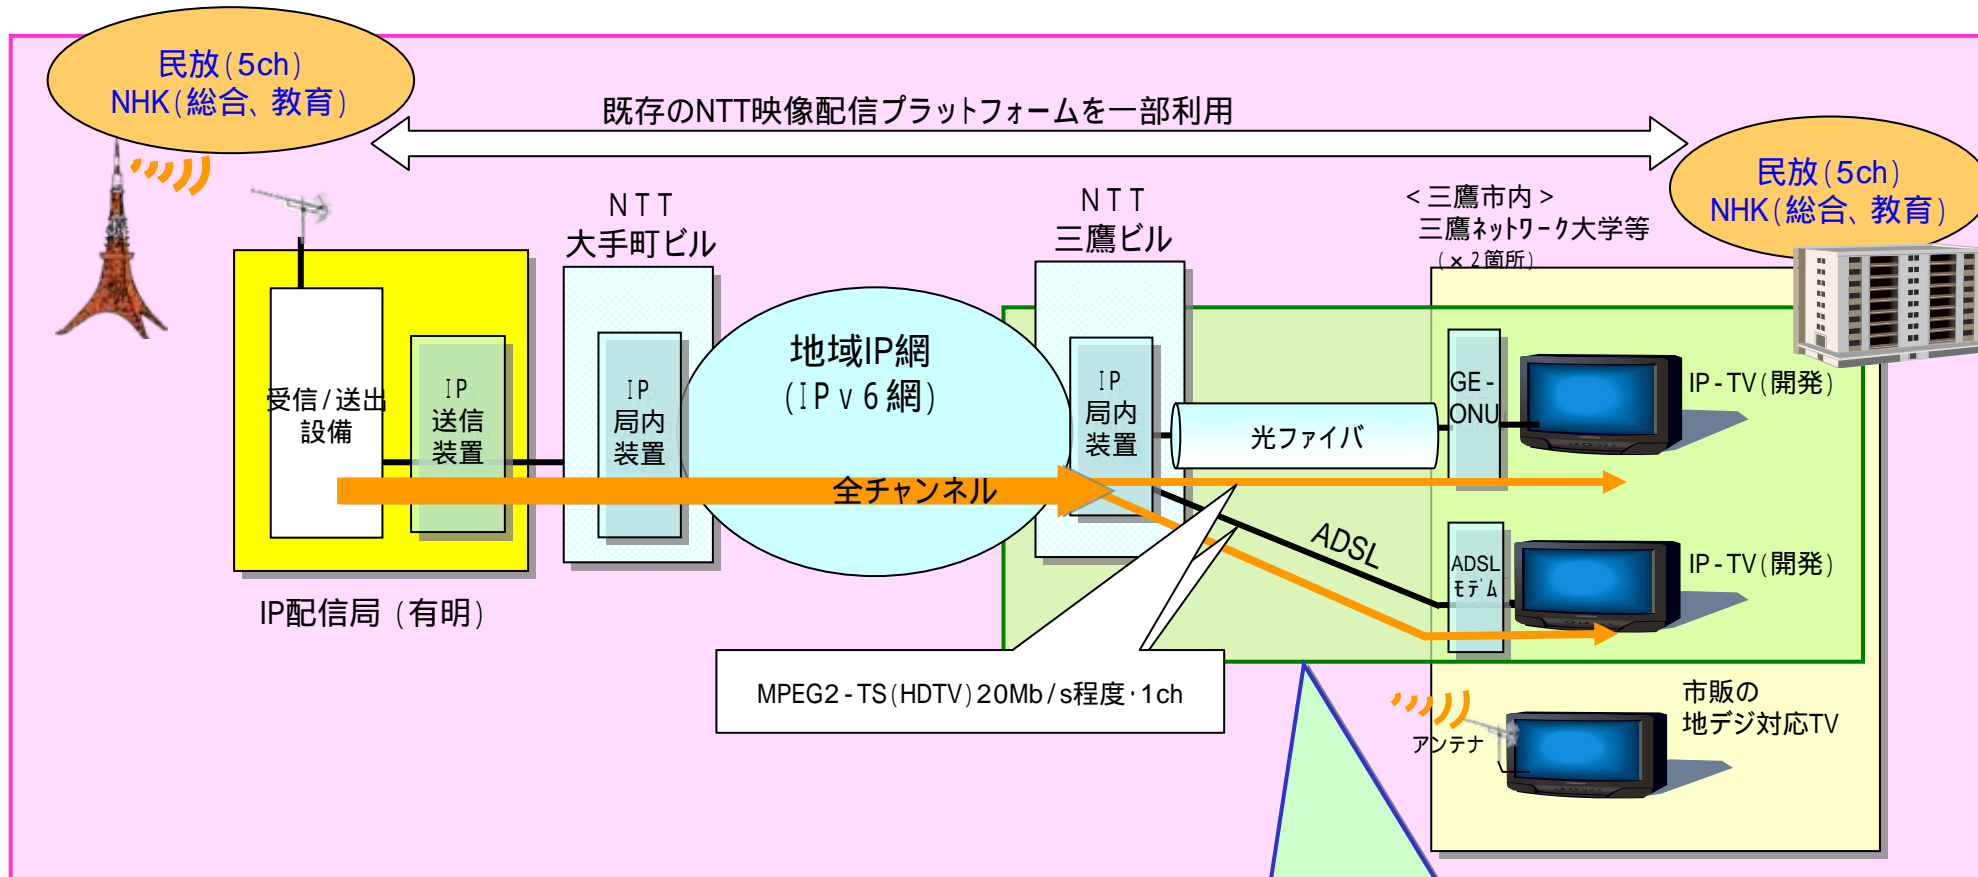 民放(5ch)
NHK(総合、教育)
既存のNTT映像配信プラットフォームを一部利用
民放(5ch)
NHK(総合、教育)
NTT
大手町ビル
NTT
三鷹ビル
<三鷹市内>
三鷹ネットワーク大学等
(×2箇所)
受信/送出
設備
IP
送信
装置
IP
局内
装置
地域IP網
(IPv6網)
IP
局内
装置
光ファイバ
GE-
ONU
IP-TV(開発)
全チャンネル
ADSL
ADSL
モデム
IP-TV(開発)
IP配信局 (有明)
MPEG2-TS(HDTV)20Mb/s程度・1ch
アンテナ
市販の
地デジ対応TV